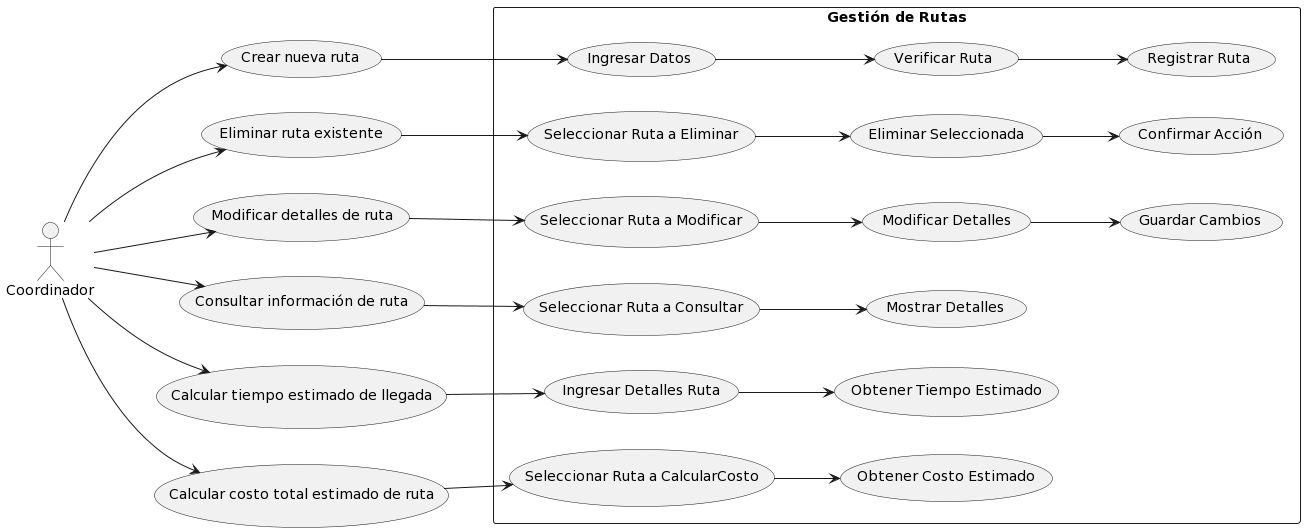 Gestión de Rutas
Crear nueva ruta
Ingresar Datos
Verificar Ruta
Registrar Ruta
Eliminar ruta existente
Seleccionar Ruta a Eliminar
Eliminar Seleccionada
Confirmar Acción
Modificar detalles de ruta
Seleccionar Ruta a Modificar
Modificar Detalles
Guardar Cambios
Coordinador
Consultar información de ruta
Seleccionar Ruta a Consultar
Mostrar Detalles
Calcular tiempo estimado de llegada
Ingresar Detalles Ruta
Obtener Tiempo Estimado
Calcular costo total estimado de ruta
Seleccionar Ruta a CalcularCosto
Obtener Costo Estimado